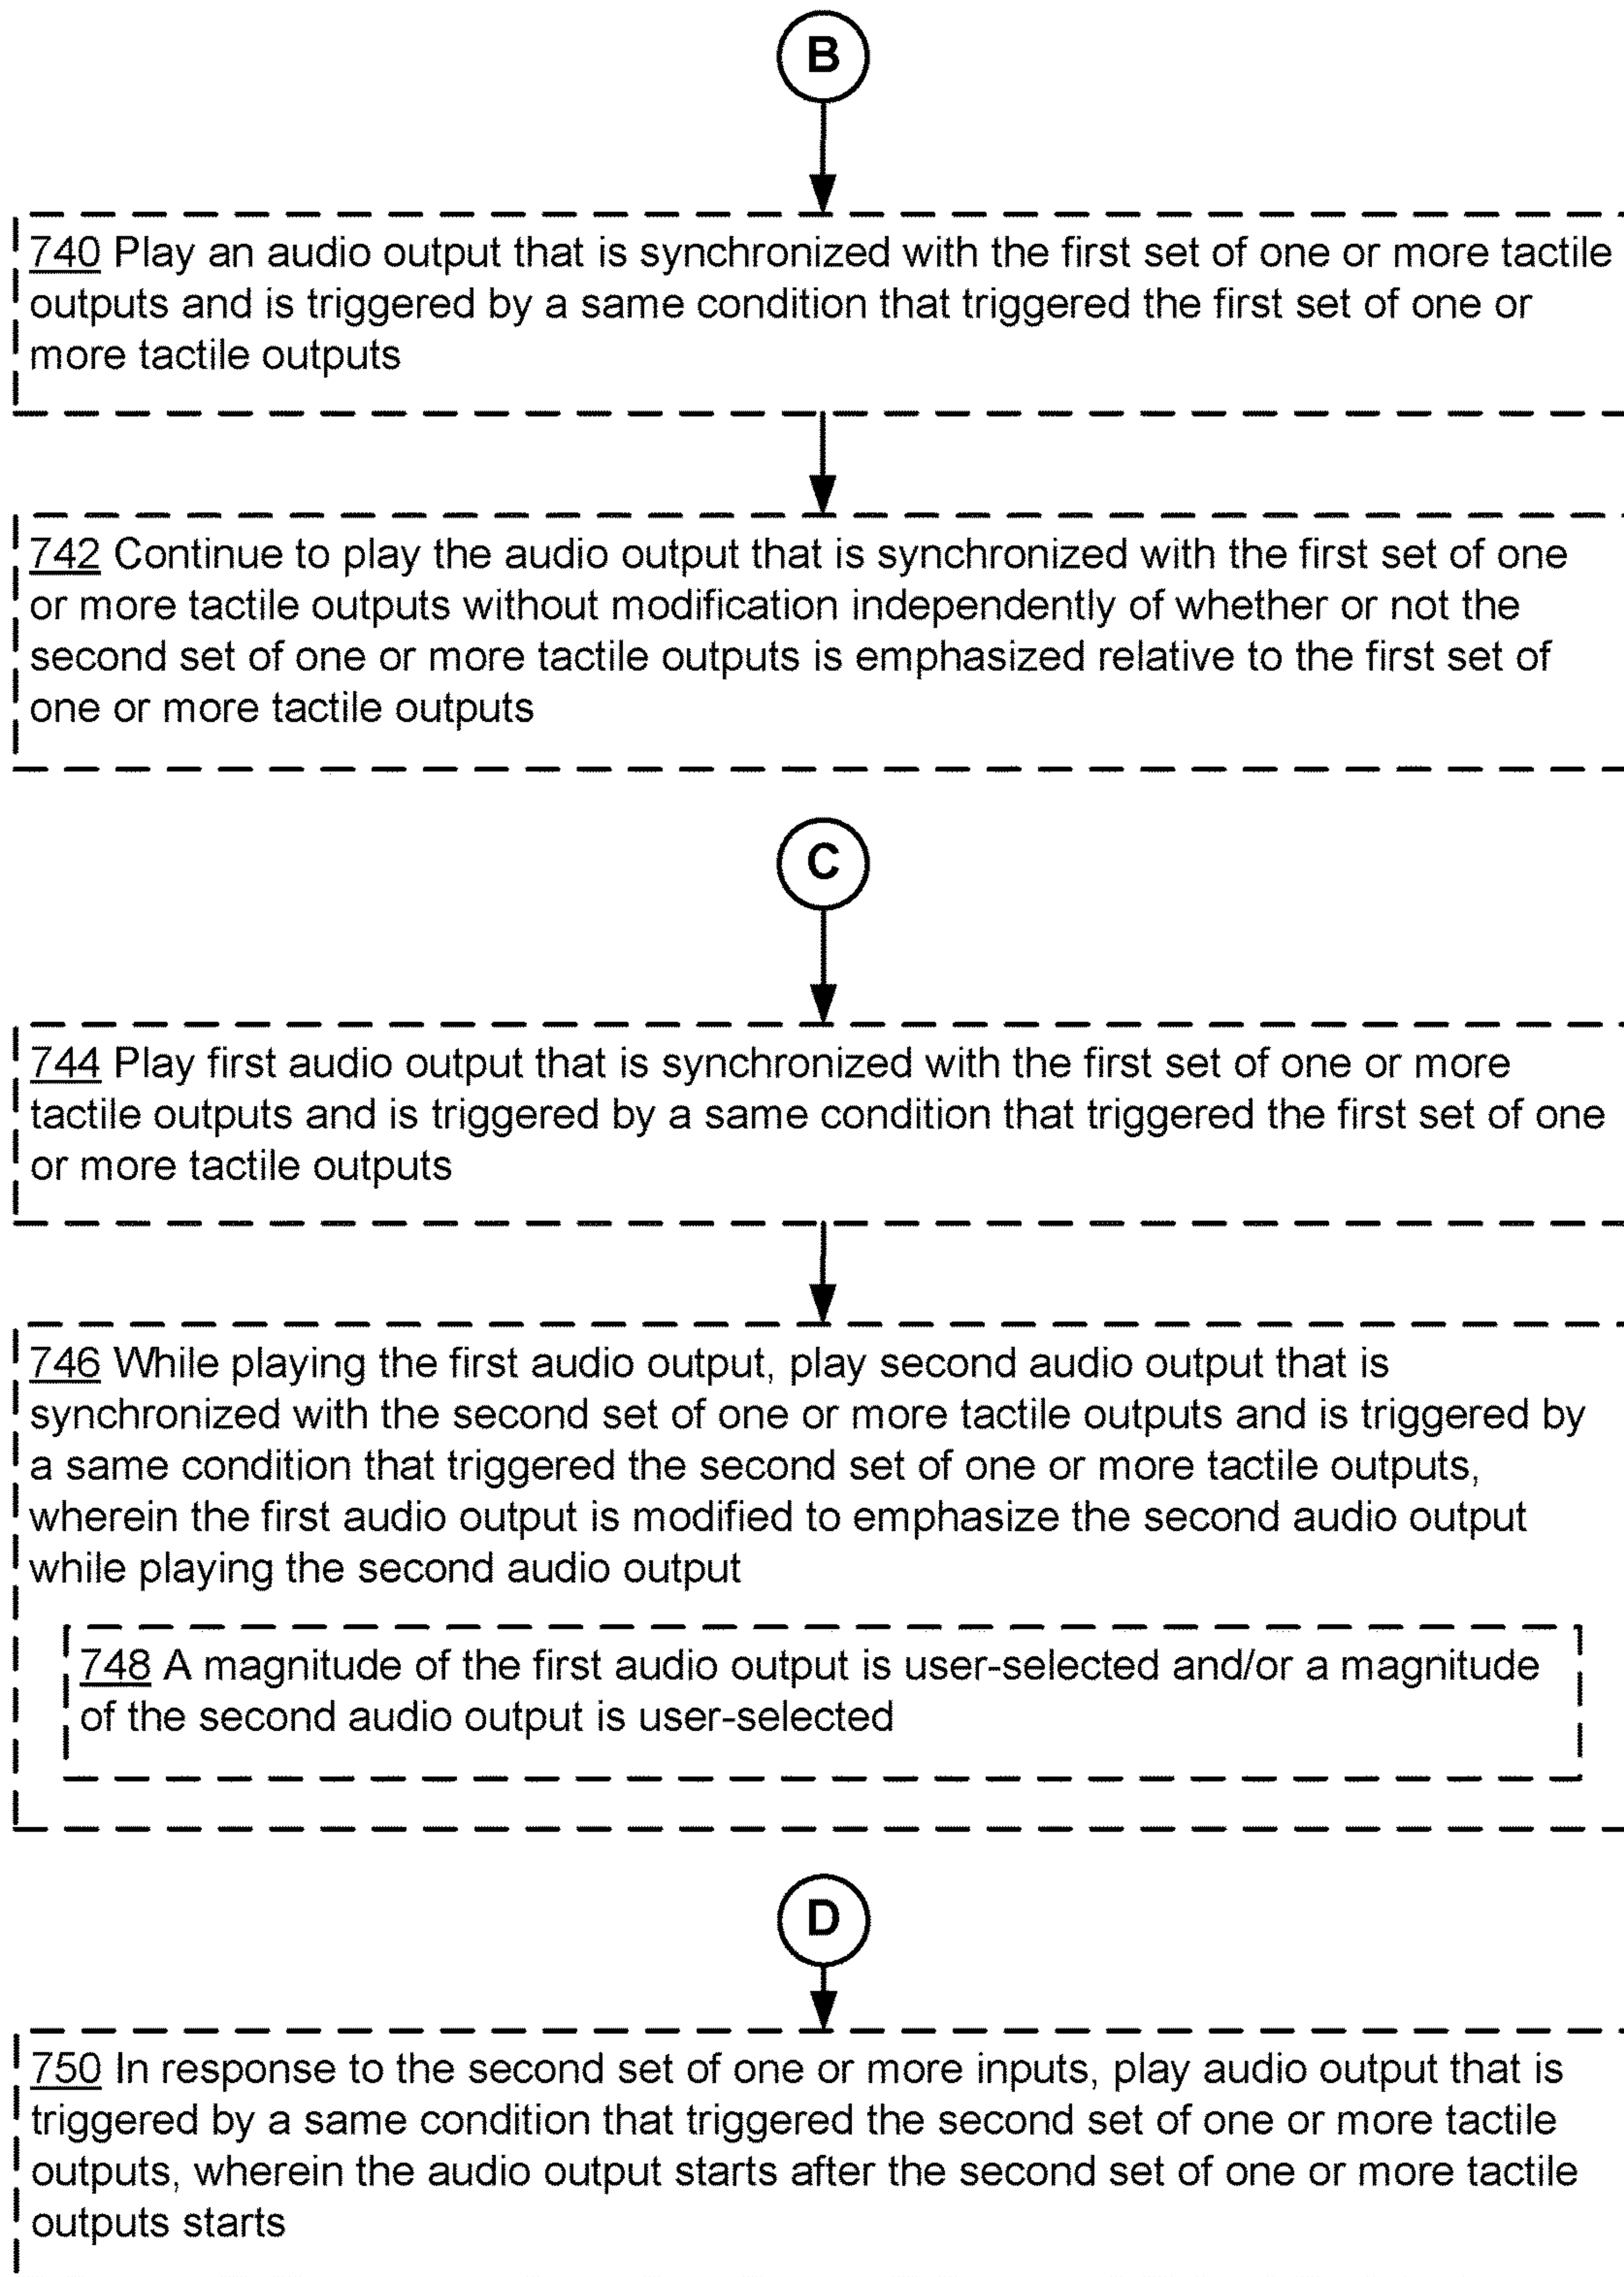 B
740 Play an audio output that is synchronized with the first set of one or more tactile
outputs and is triggered by a same condition that triggered the first set of one or
more tactile outputs
742 Continue to play the audio output that is synchronized with the first set of one
or more tactile outputs without modification independently of whether or not the
second set of one or more tactile outputs is emphasized relative to the first set of
one or more tactile outputs
C
744 Play first audio output that is synchronized with the first set of one or more
tactile outputs and is triggered by a same condition that triggered the first set of one
or more tactile outputs
746 While playing the first audio output, play second audio output that is
synchronized with the second set of one or more tactile outputs and is triggered by
a same condition that triggered the second set of one or more tactile outputs,
wherein the first audio output is modified to emphasize the second audio output
while playing the second audio output
748 A magnitude of the first audio output is user-selected and/or a magnitude
of the second audio output is user-selected
D
750 In response to the second set of one or more inputs, play audio output that is
triggered by a same condition that triggered the second set of one or more tactile
outputs, wherein the audio output starts after the second set of one or more tactile
outputs starts